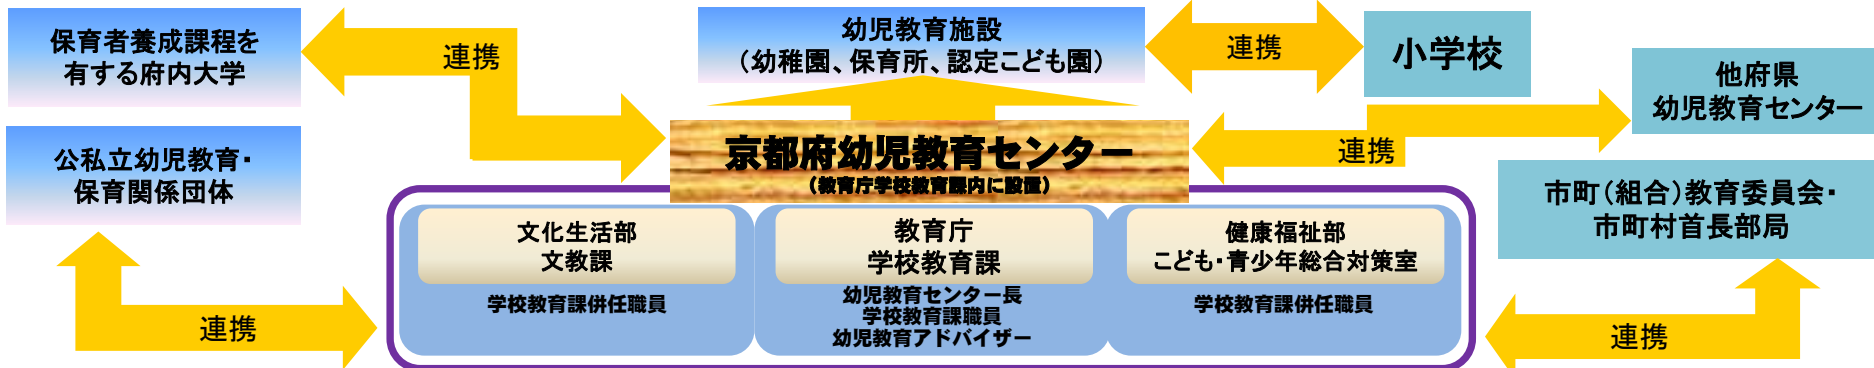 保育者養成課程を
有する府内大学
連携
幼児教育施設
（幼稚園、保育所、認定こども園）
連携
小学校
他府県
幼児教育センター
公私立幼児教育・
保育関係団体
京都府幼児教育センター
（教育庁学校教育課内に設置）
連携
市町（組合）教育委員会・
市町村首長部局
文化生活部
文教課
学校教育課併任職員
教育庁
学校教育課
幼児教育センター長
学校教育課職員
幼児教育アドバイザー
健康福祉部
こども・青少年総合対策室
学校教育課併任職員
連携
連携